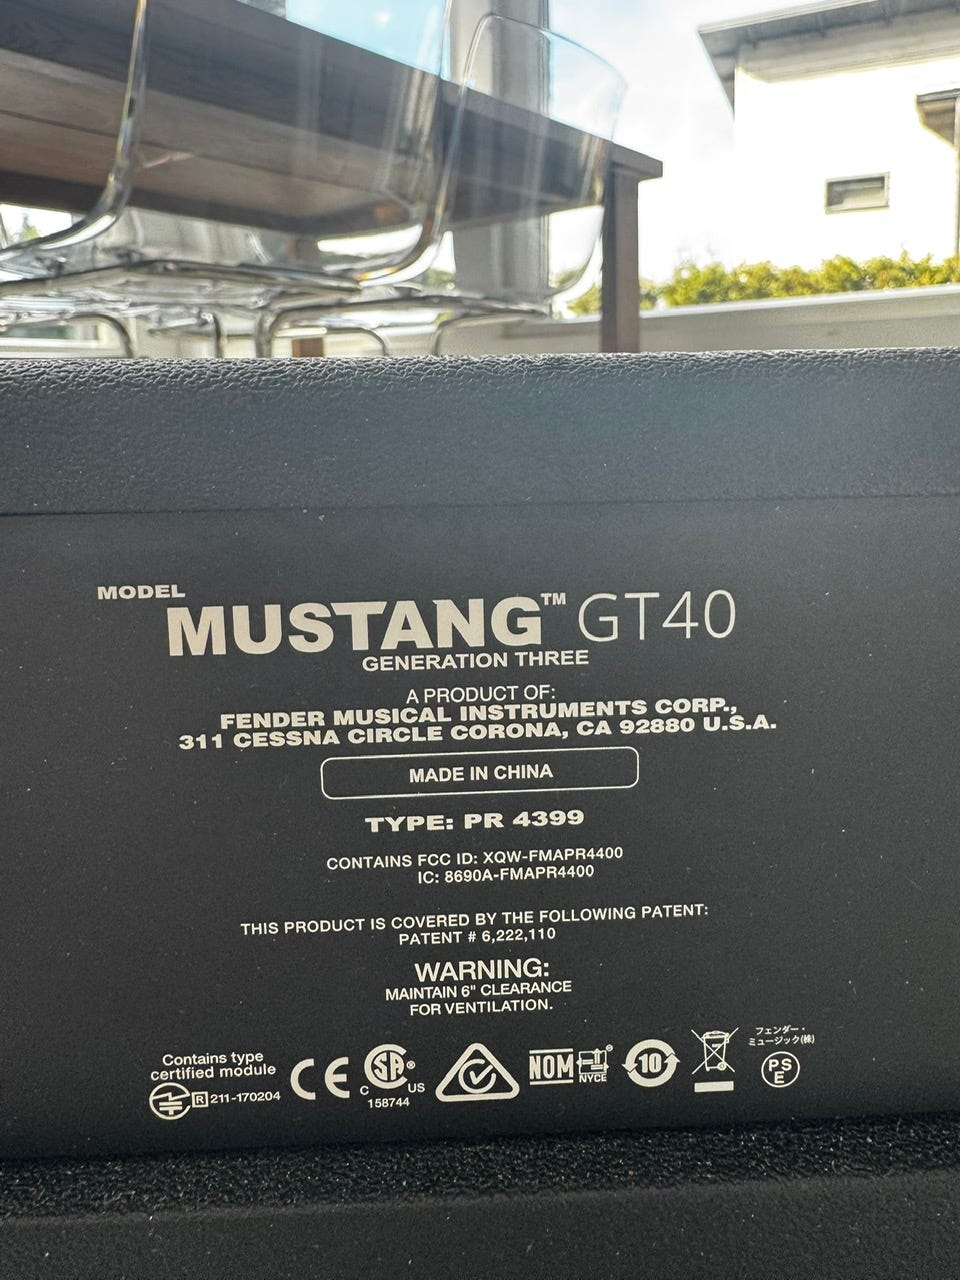 MODEL
MUSTANG™ GT40
GENERATION THREE
A PRODUCT OF:
FENDER MUSICAL INSTRUMENTS CORP.,
311 CESSNA CIRCLE CORONA, CA 92880 U.S.A.
MADE IN CHINA
TYPE: PR 4399
CONTAINS FCC ID: XQW-FMAPR4400
IC: 8690A-FMAPR4400
THIS PRODUCT IS COVERED BY THE FOLLOWING PATENT:
PATENT # 6,222,110
WARNING:
MAINTAIN 6" CLEARANCE
FOR VENTILATION.
Contains type
certified module
R 211-170204
CE
C SA® US
158744
NOM NYCE
10
フェンダー・
ミュージック(株)
PSE